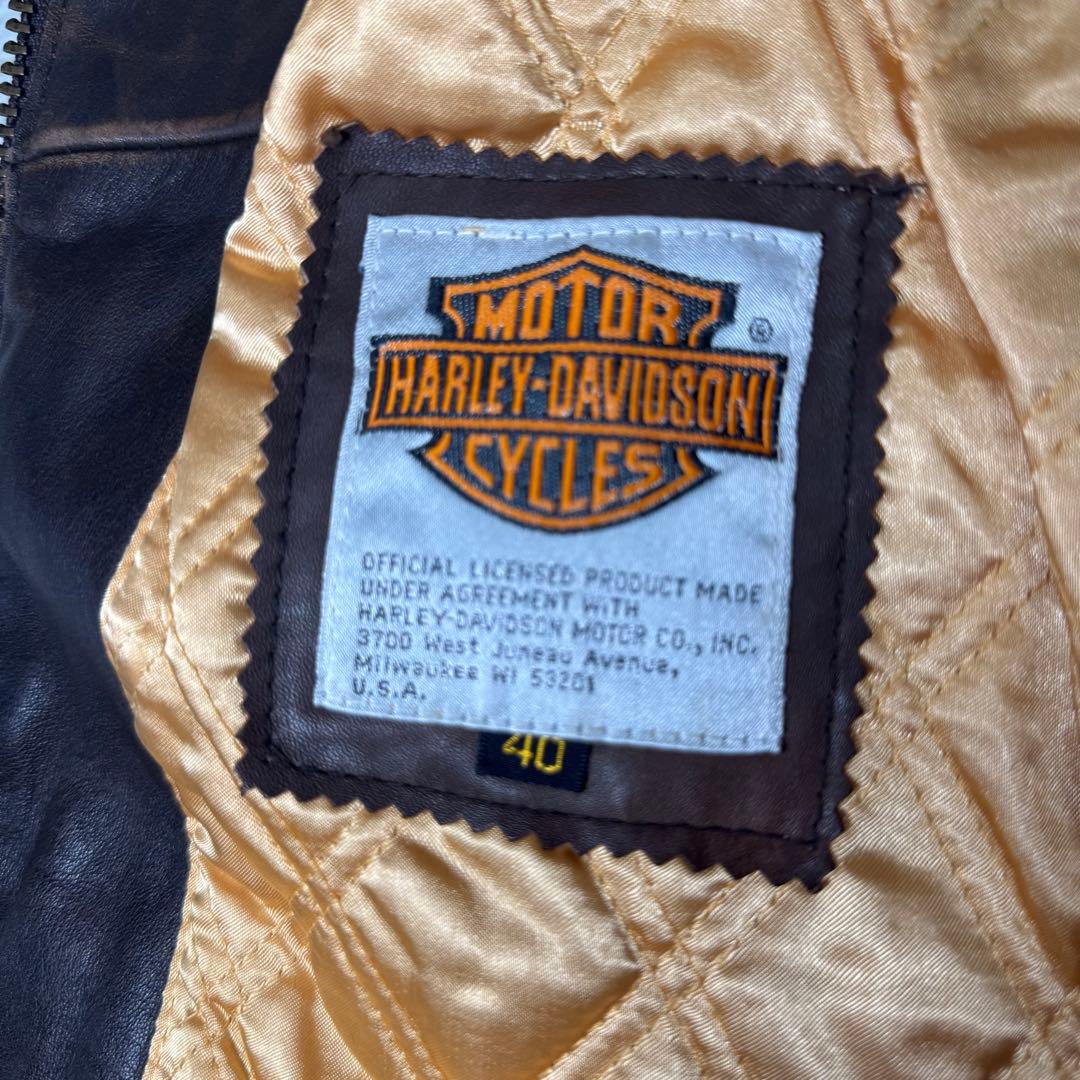 MOTOR
®
HARLEY-DAVIDSON
CYCLES
OFFICIAL LICENSED PRODUCT MADE
UNDER AGREEMENT WITH
HARLEY-DAVIDSON MOTOR CO., INC.
3700 West Juneau Avenue,
Milwaukee WI 53201
U.S.A.
40